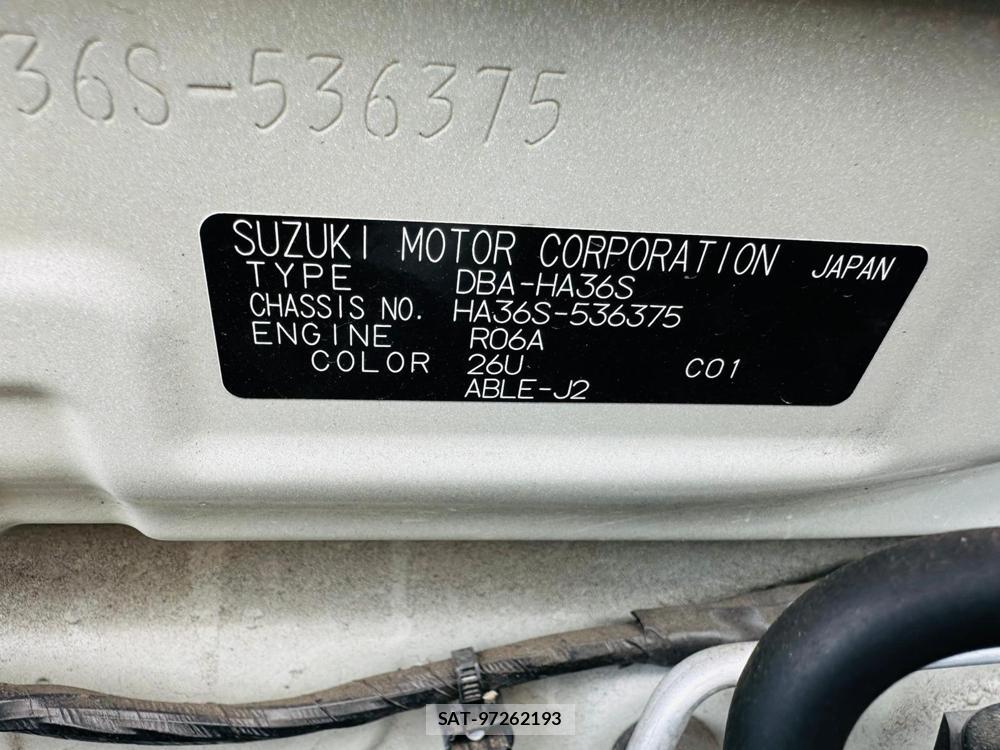 36S-536375
SUZUKI MOTOR CORPORATION JAPAN
TYPE DBA-HA36S
CHASSIS NO. HA36S-536375
ENGINE R06A
COLOR 26U C01
ABLE-J2
SAT-97262193